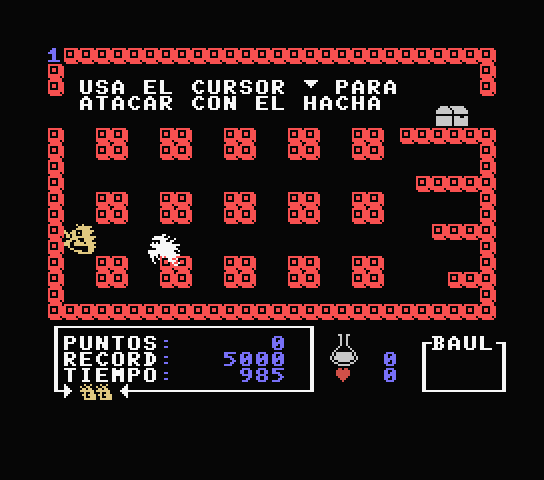 1
USA EL CURSOR ▼ PARA
ATACAR CON EL HACHA
PUNTOS: 0
RECORD: 5000 0
TIEMPO: 985 0
BAUL